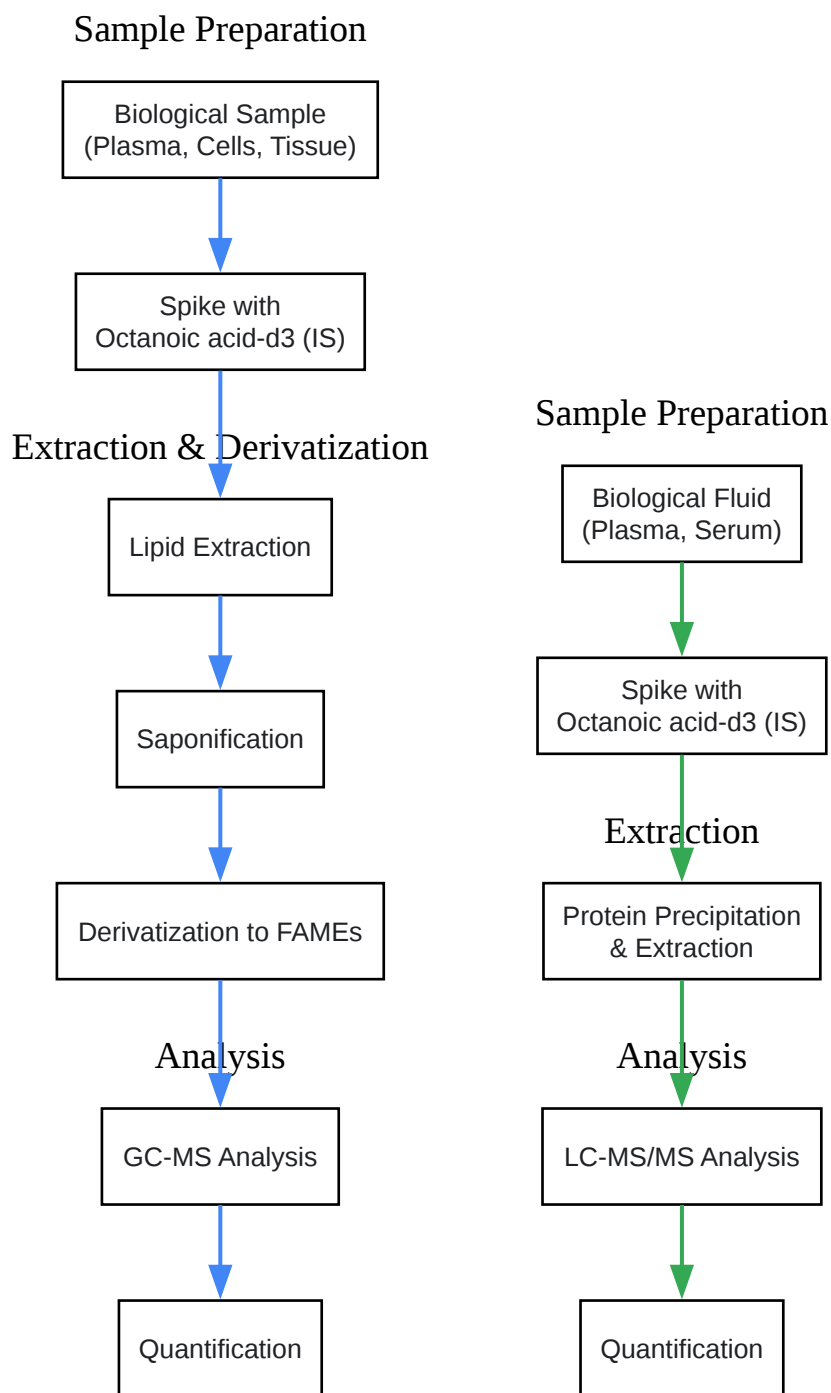 Sample Preparation
Biological Sample
(Plasma, Cells, Tissue)
Spike with
Octanoic acid-d3 (IS)
Extraction & Derivatization
Lipid Extraction
Saponification
Derivatization to FAMEs
Analysis
GC-MS Analysis
Quantification
Sample Preparation
Biological Fluid
(Plasma, Serum)
Spike with
Octanoic acid-d3 (IS)
Extraction
Protein Precipitation
& Extraction
Analysis
LC-MS/MS Analysis
Quantification